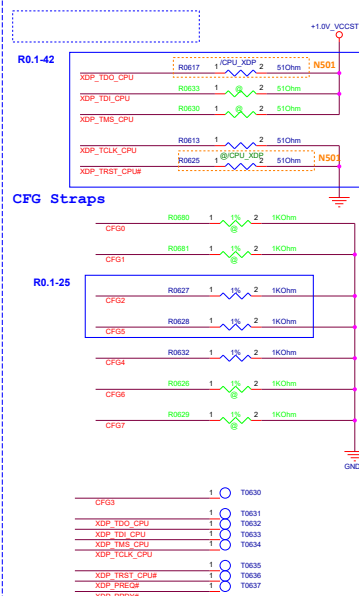 +1.0V_VCCST
R0.1-42
R0617 1 /CPU_XDP 2 51Ohm N501
XDP_TDO_CPU
R0633 1 @ 2 51Ohm
XDP_TDI_CPU
R0630 1 @ 2 51Ohm
XDP_TMS_CPU
R0613 1 2 51Ohm
XDP_TCLK_CPU
R0625 1 @/CPU_XDP 2 51Ohm N501
XDP_TRST_CPU#
CFG Straps
R0680 1 1% 2 1KOhm
CFG0 @
R0681 1 1% 2 1KOhm
CFG1 @
R0.1-25
R0627 1 1% 2 1KOhm
CFG2
R0628 1 1% 2 1KOhm
CFG5
R0632 1 1% 2 1KOhm
CFG4
R0626 1 1% 2 1KOhm
CFG6 @
R0629 1 1% 2 1KOhm
CFG7 @
GND
1 T0630
CFG3
1 T0631
XDP_TDO_CPU 1 T0632
XDP_TDI_CPU 1 T0633
XDP_TMS_CPU 1 T0634
XDP_TCLK_CPU
1 T0635
XDP_TRST_CPU# 1 T0636
XDP_PREQ# 1 T0637